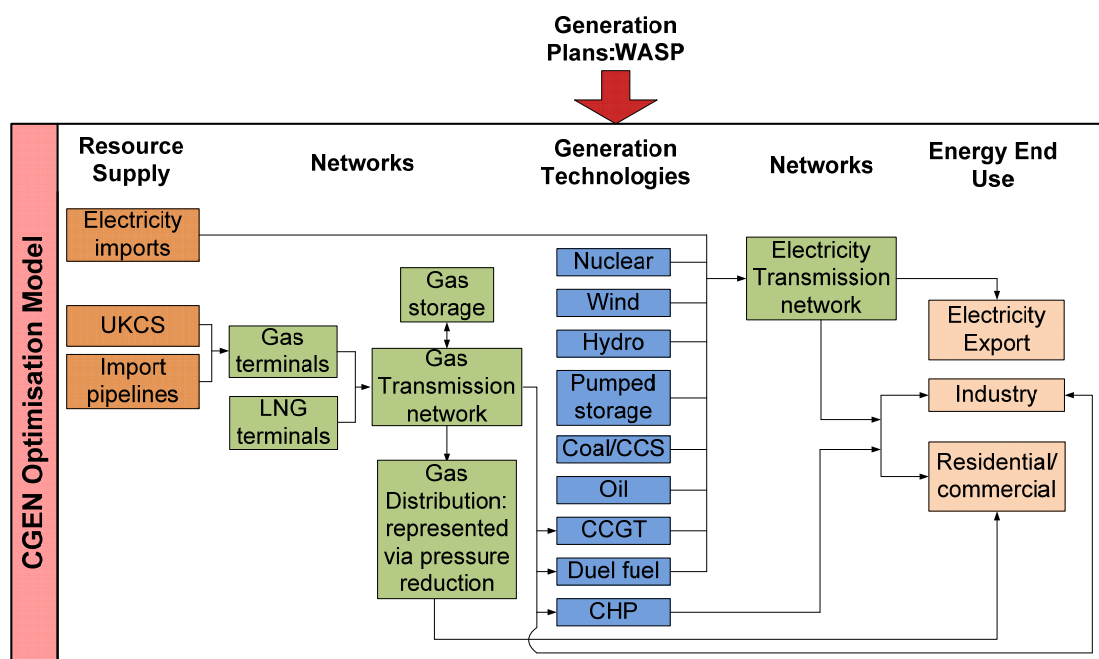 Generation
Plans:WASP
CGEN Optimisation Model
Resource
Supply
Networks
Generation
Technologies
Networks
Energy End
Use
Electricity
imports
UKCS
Import
pipelines
Gas
terminals
LNG
terminals
Gas
storage
Gas
Transmission
network
Gas
Distribution:
represented
via pressure
reduction
Nuclear
Wind
Hydro
Pumped
storage
Coal/CCS
Oil
CCGT
Duel fuel
CHP
Electricity
Transmission
network
Electricity
Export
Industry
Residential/
commercial